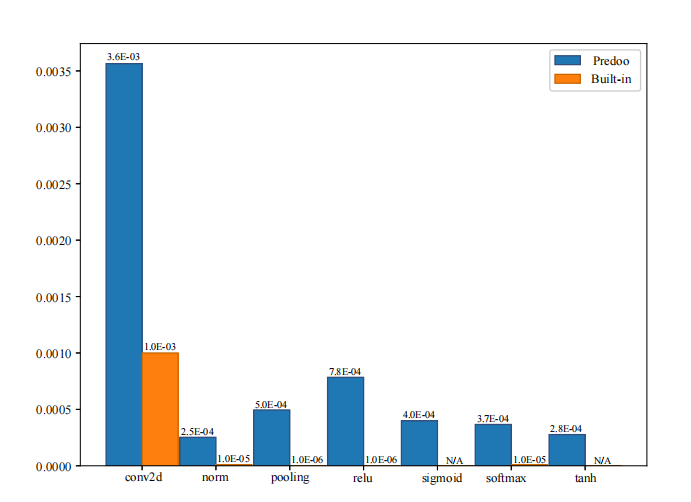 Predoo
Built-in
0.0035
0.0030
0.0025
0.0020
0.0015
0.0010
0.0005
0.0000
3.6E-03
1.0E-03
2.5E-04
1.0E-05
5.0E-04
1.0E-06
7.8E-04
1.0E-06
4.0E-04
N/A
3.7E-04
1.0E-05
2.8E-04
N/A
conv2d norm pooling relu sigmoid softmax tanh